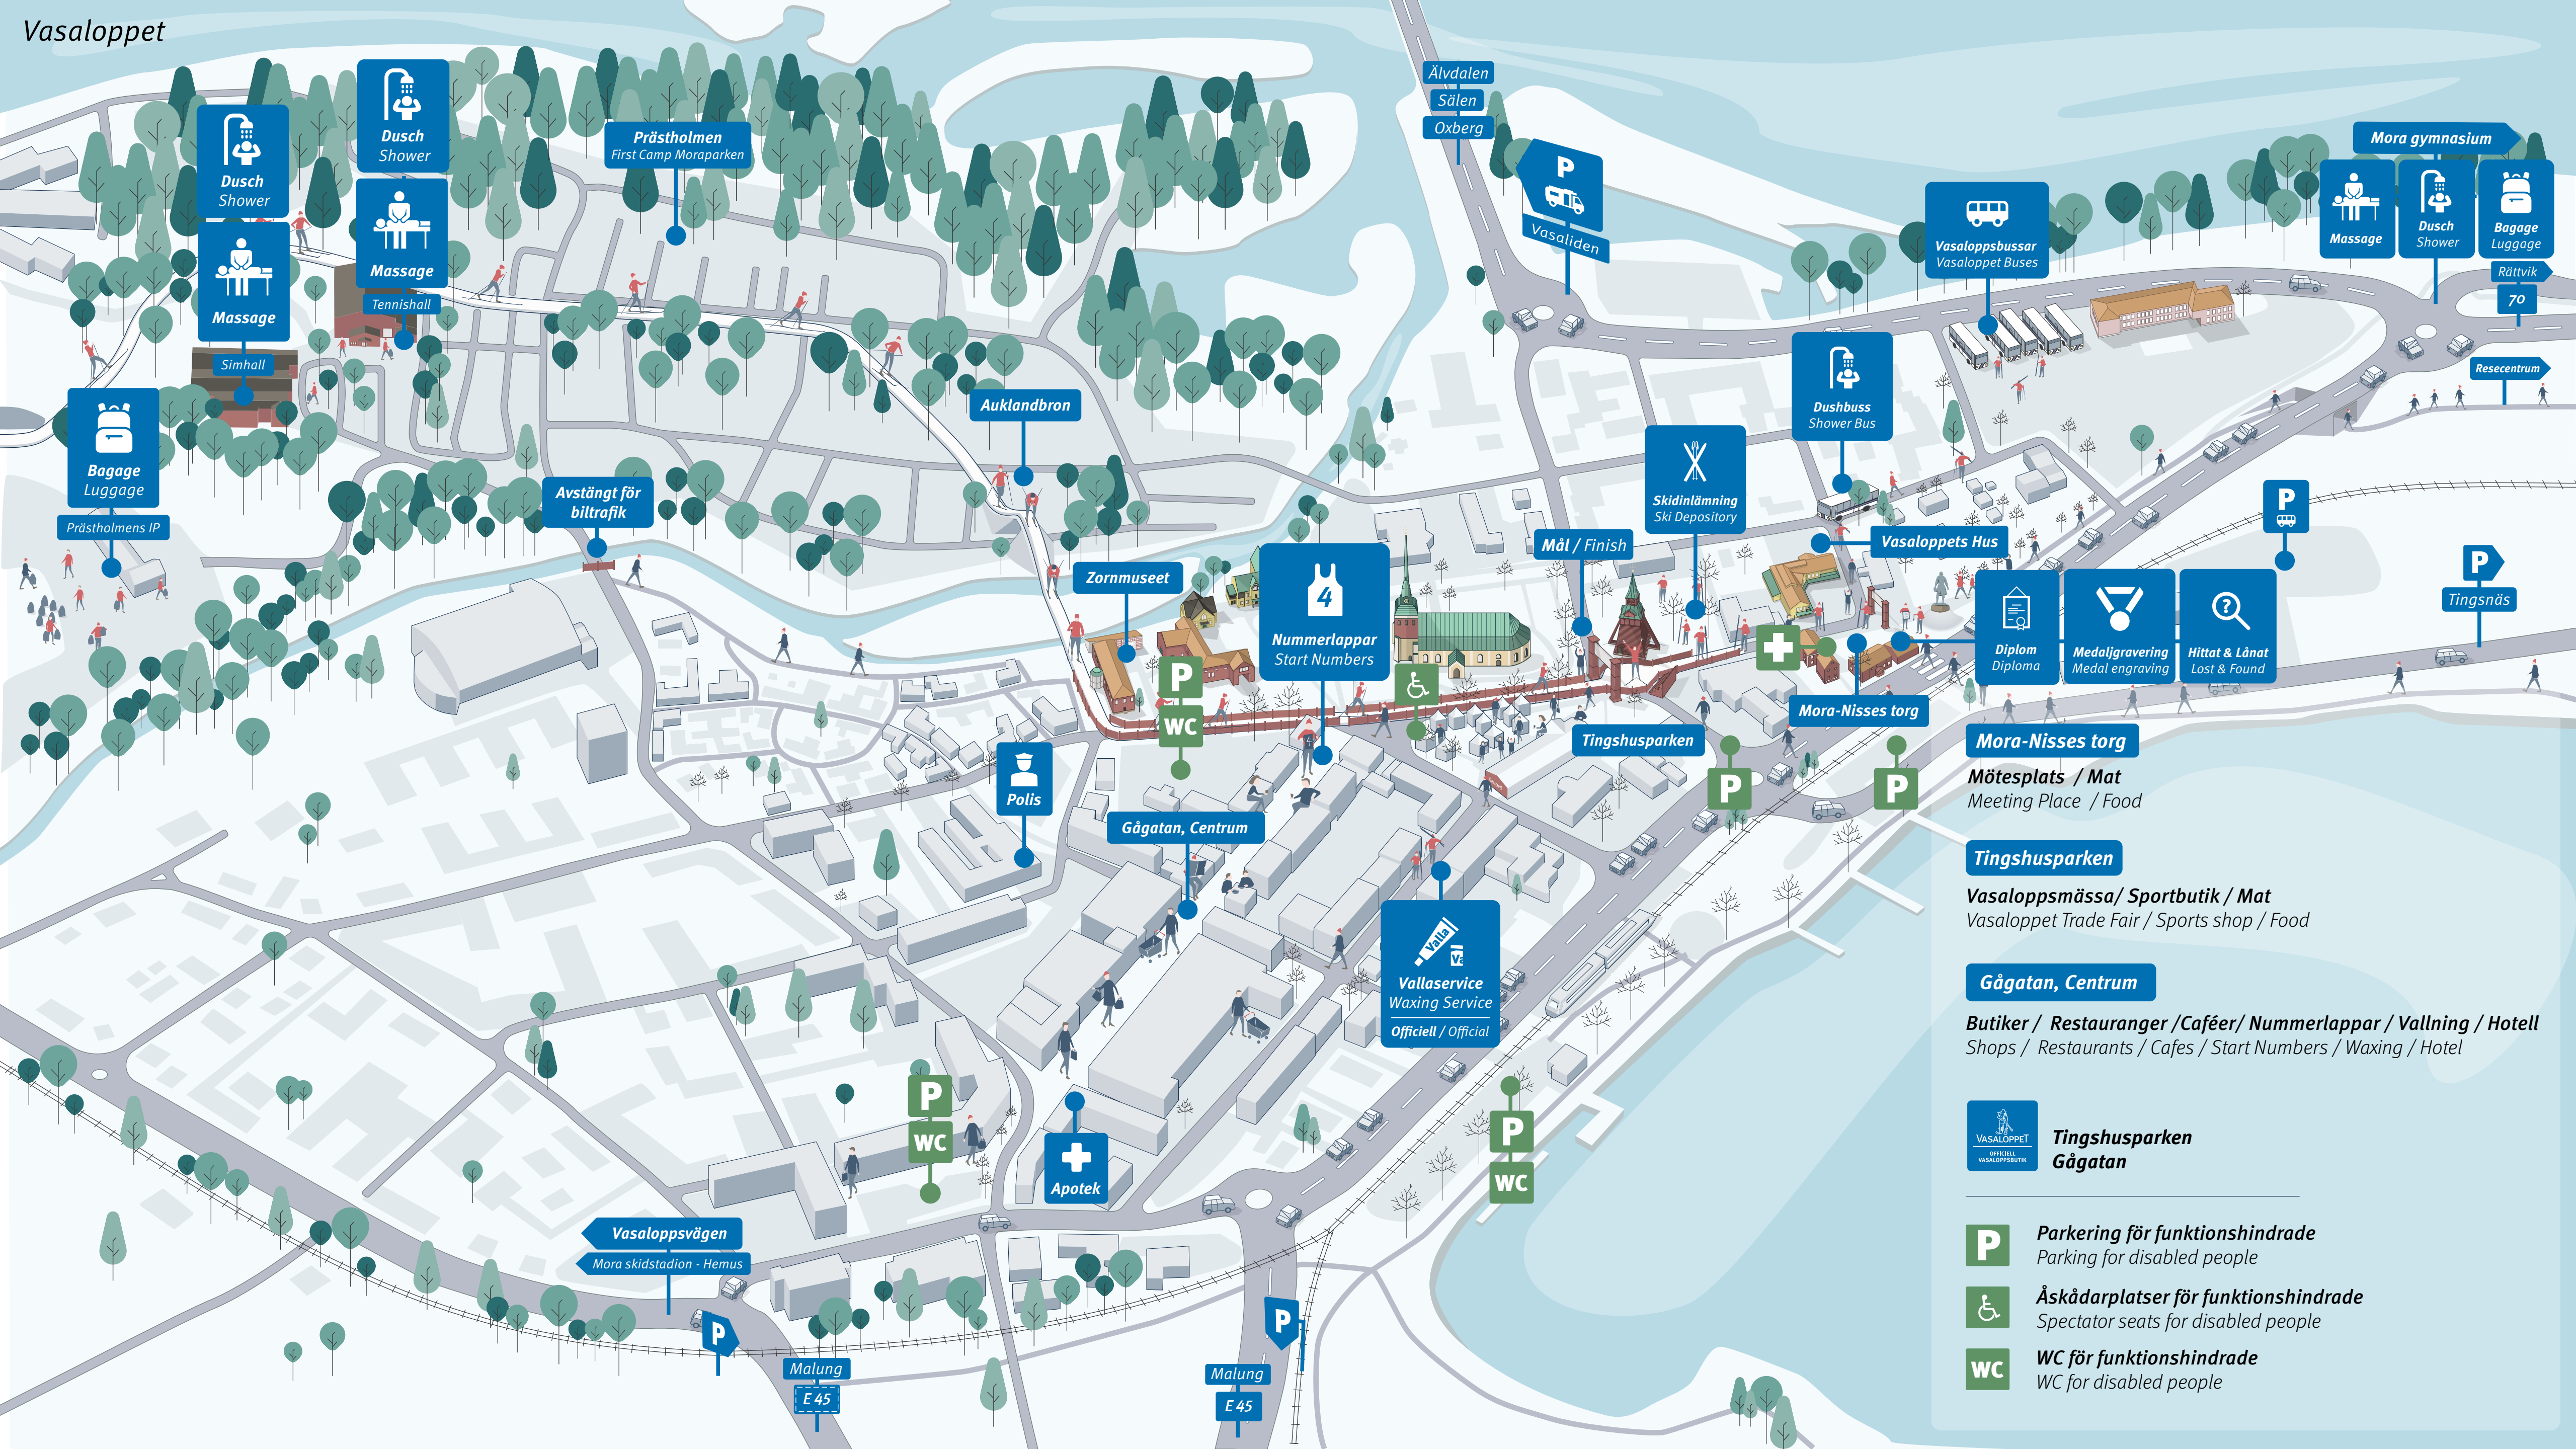 Vasaloppet
Dusch
Shower
Massage
Simhall
Dusch
Shower
Massage
Tennishall
Prästholmen
First Camp Moraparken
Bagage
Luggage
Prästholmens IP
Avstängt för
biltrafik
Auklandbron
Älvdalen
Sälen
Oxberg
P
Vasaliden
Vasaloppsbussar
Vasaloppet Buses
Mora gymnasium
Massage
Dusch
Shower
Bagage
Luggage
Rättvik
70
Resecentrum
Dushbuss
Shower Bus
Skidinlämning
Ski Depository
Mål / Finish
Vasaloppets Hus
P
P
Tingsnäs
Zornmuseet
4
Nummerlappar
Start Numbers
P
WC
Diplom
Diploma
Medaljgravering
Medal engraving
?
Hittat & Lånat
Lost & Found
Mora-Nisses torg
Tingshusparken
P
P
Polis
Gågatan, Centrum
Valla
Va
Vallaservice
Waxing Service
Officiell / Official
P
WC
P
WC
Apotek
Vasaloppsvägen
Mora skidstadion - Hemus
P
Malung
E 45
P
Malung
E 45
4
Mora-Nisses torg
Mötesplats / Mat
Meeting Place / Food
Tingshusparken
Vasaloppsmässa/ Sportbutik / Mat
Vasaloppet Trade Fair / Sports shop / Food
Gågatan, Centrum
Butiker / Restauranger /Caféer/ Nummerlappar / Vallning / Hotell
Shops / Restaurants / Cafes / Start Numbers / Waxing / Hotel
VASALOPPET
OFFICIELL
VASALOPPSBUTIK
Tingshusparken
Gågatan
P
Parkering för funktionshindrade
Parking for disabled people
Åskådarplatser för funktionshindrade
Spectator seats for disabled people
WC
WC för funktionshindrade
WC for disabled people